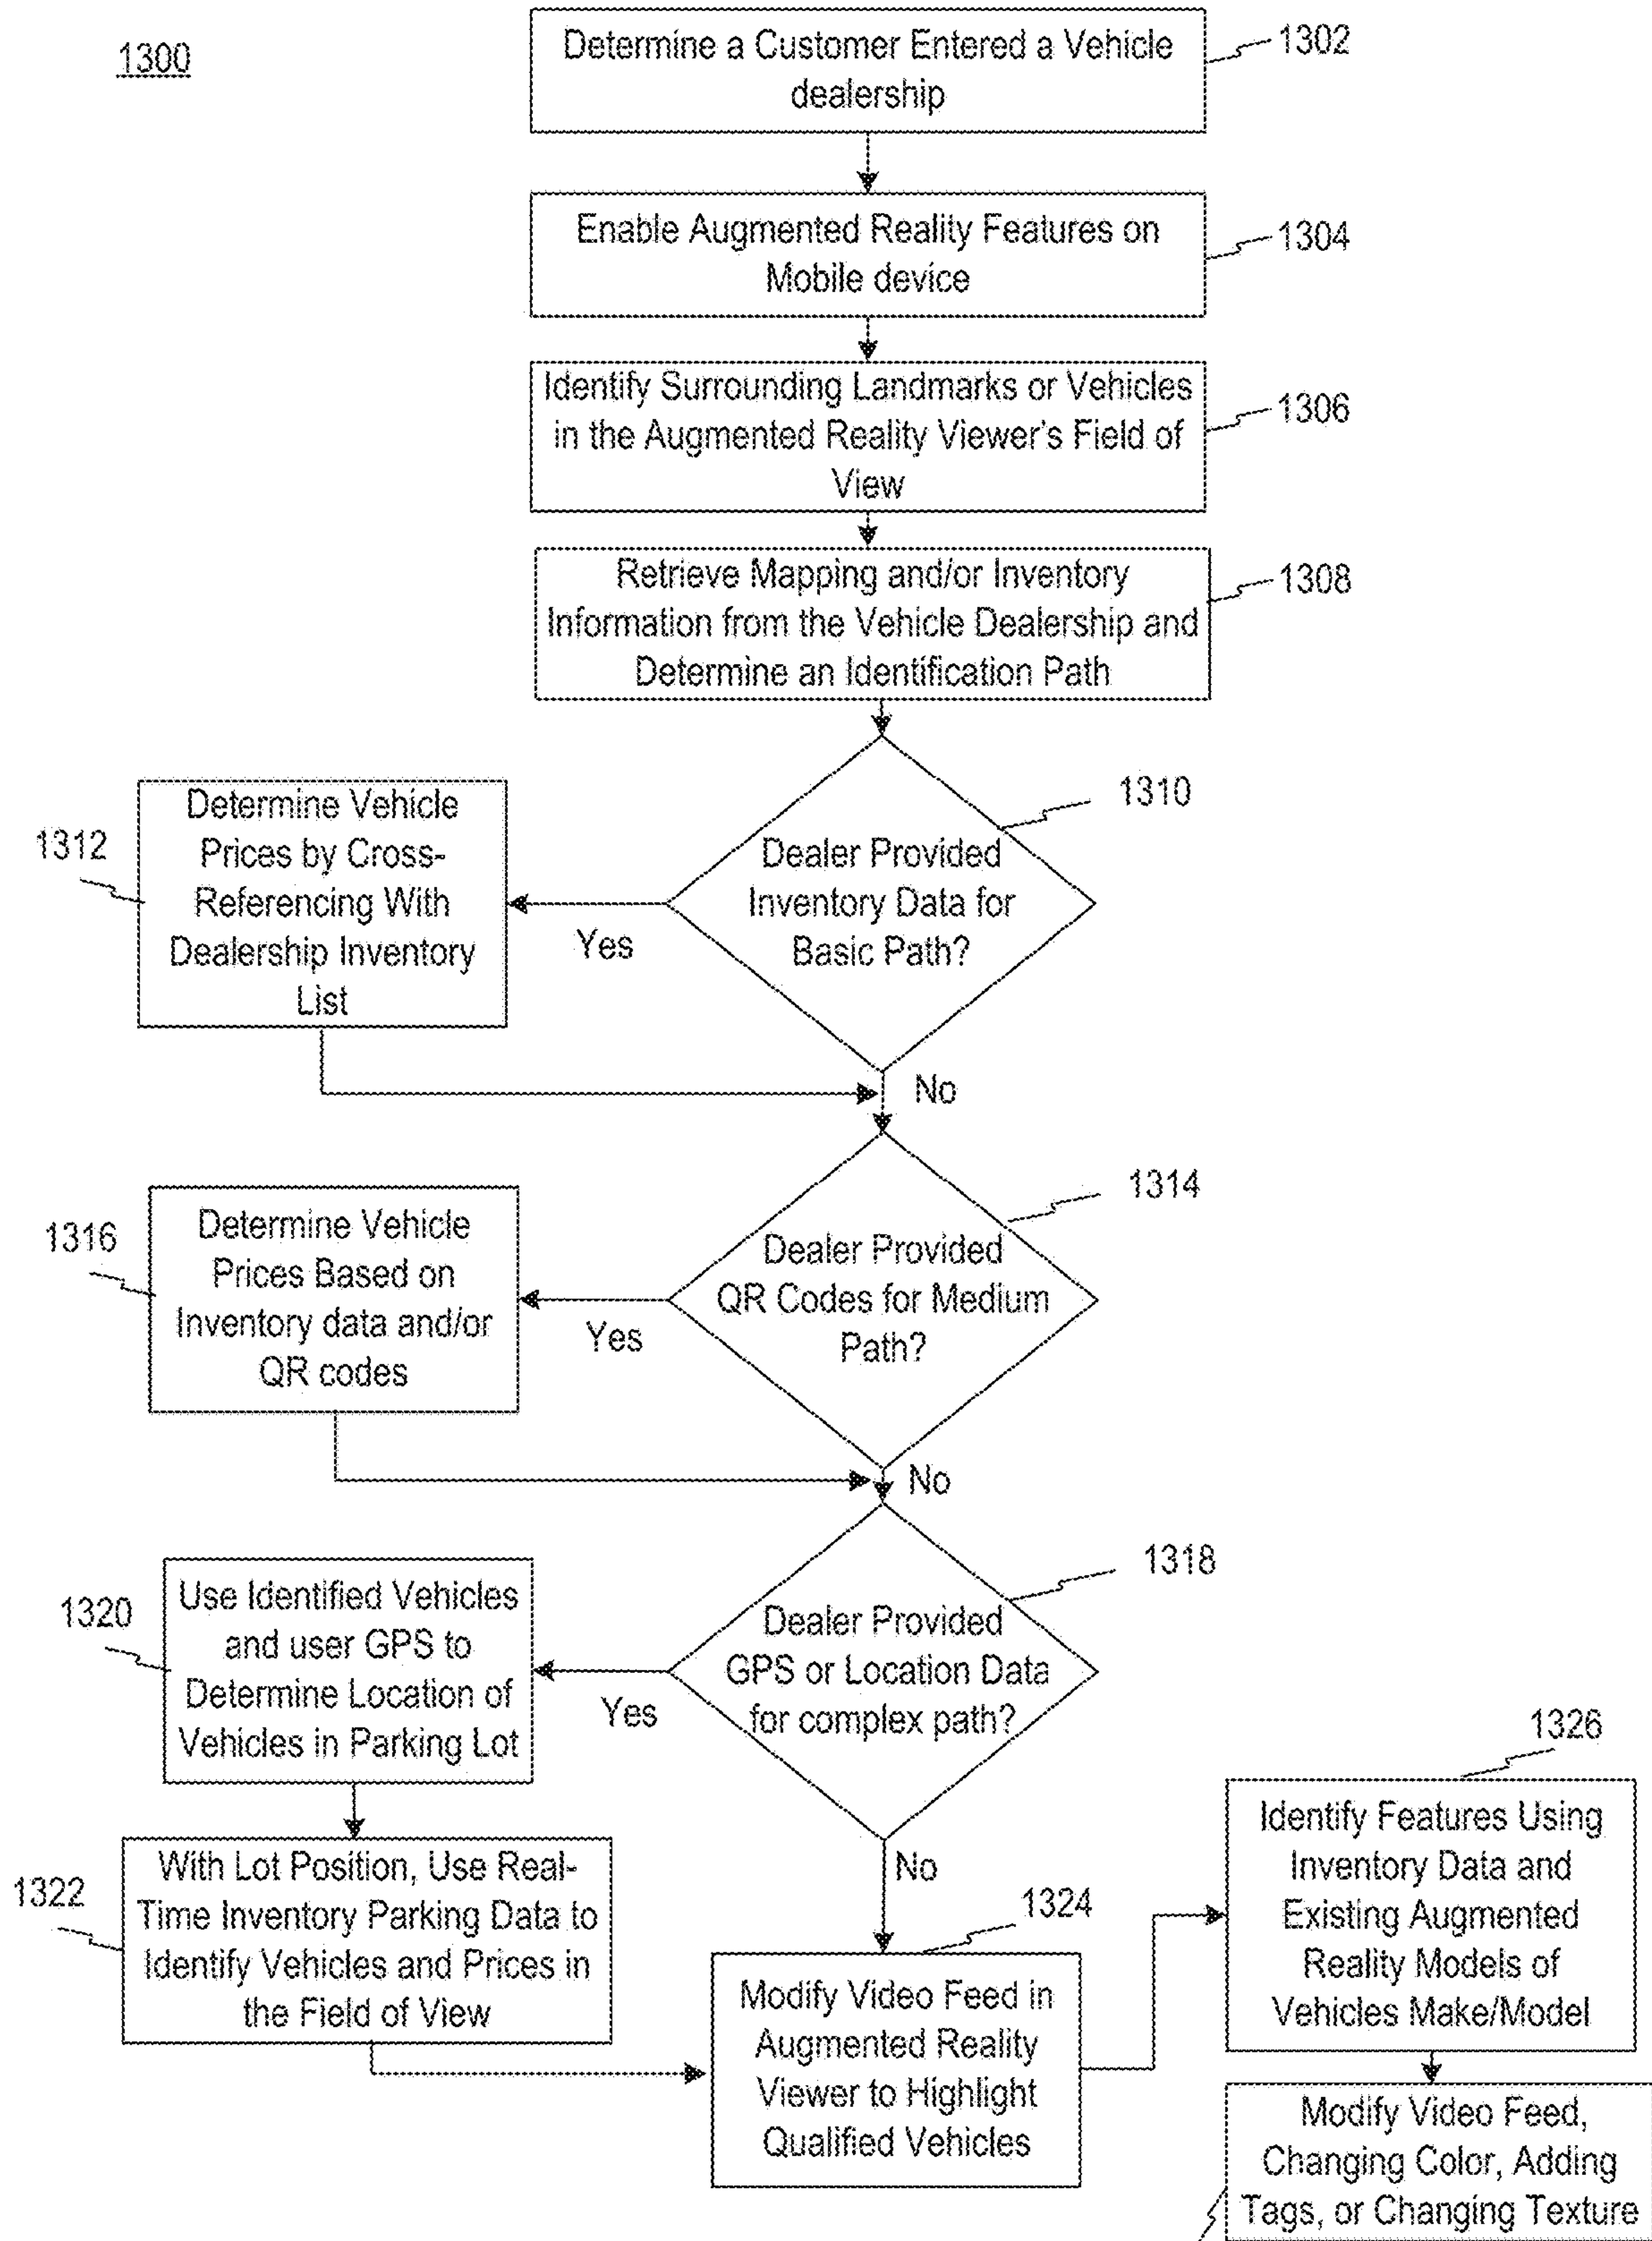 1300
Determine a Customer Entered a Vehicle
dealership
1302
Enable Augmented Reality Features on
Mobile device
1304
Identify Surrounding Landmarks or Vehicles
in the Augmented Reality Viewer's Field of
View
1306
Retrieve Mapping and/or Inventory
Information from the Vehicle Dealership and
Determine an Identification Path
1308
Dealer Provided
Inventory Data for
Basic Path?
1310
Yes
No
Determine Vehicle
Prices by Cross-
Referencing With
Dealership Inventory
List
1312
Dealer Provided
QR Codes for Medium
Path?
1314
Yes
No
Determine Vehicle
Prices Based on
Inventory data and/or
QR codes
1316
Dealer Provided
GPS or Location Data
for complex path?
1318
Yes
No
Use Identified Vehicles
and user GPS to
Determine Location of
Vehicles in Parking Lot
1320
With Lot Position, Use Real-
Time Inventory Parking Data to
Identify Vehicles and Prices in
the Field of View
1322
Modify Video Feed in
Augmented Reality
Viewer to Highlight
Qualified Vehicles
1324
Identify Features Using
Inventory Data and
Existing Augmented
Reality Models of
Vehicles Make/Model
1326
Modify Video Feed,
Changing Color, Adding
Tags, or Changing Texture